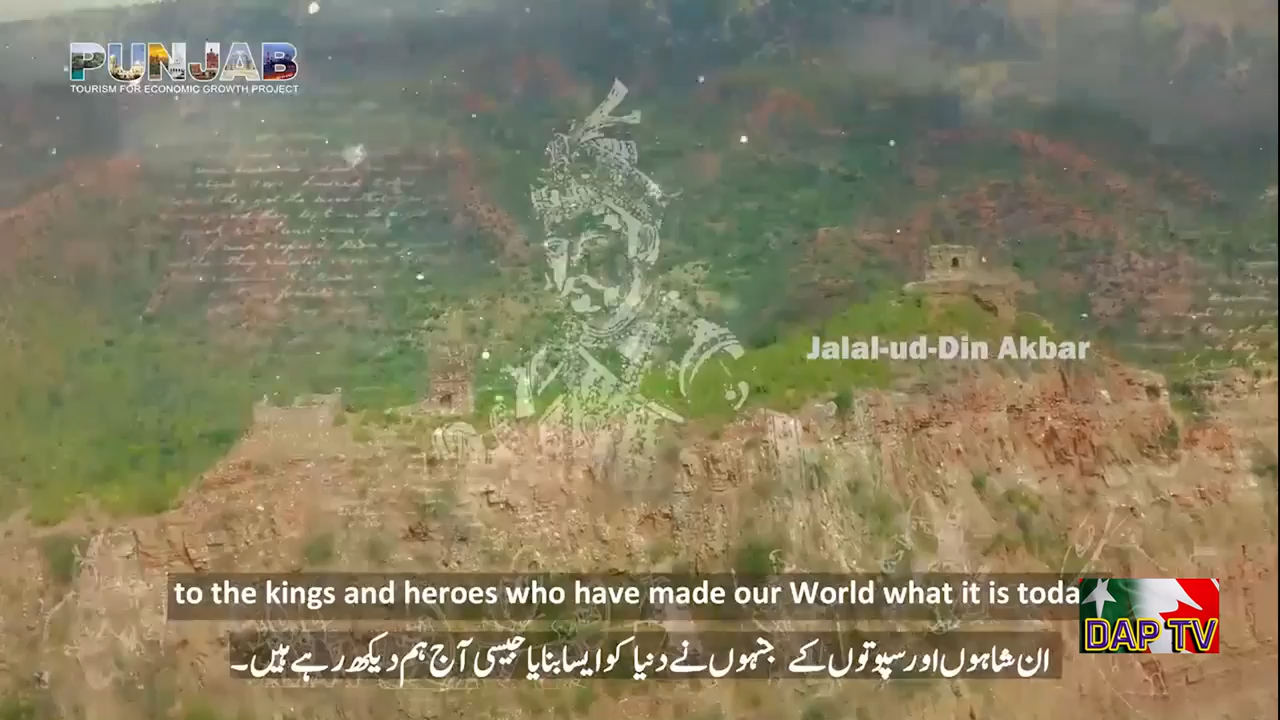 PUNJAB
TOURISM FOR ECONOMIC GROWTH PROJECT
Jalal-ud-Din Akbar
to the kings and heroes who have made our World what it is toda
DAP TV
ان شاہوں اور سپوتوں کے جنہوں نے دنیا کو ایسا بنایا جیسی آج ہم دیکھ رہے ہیں۔